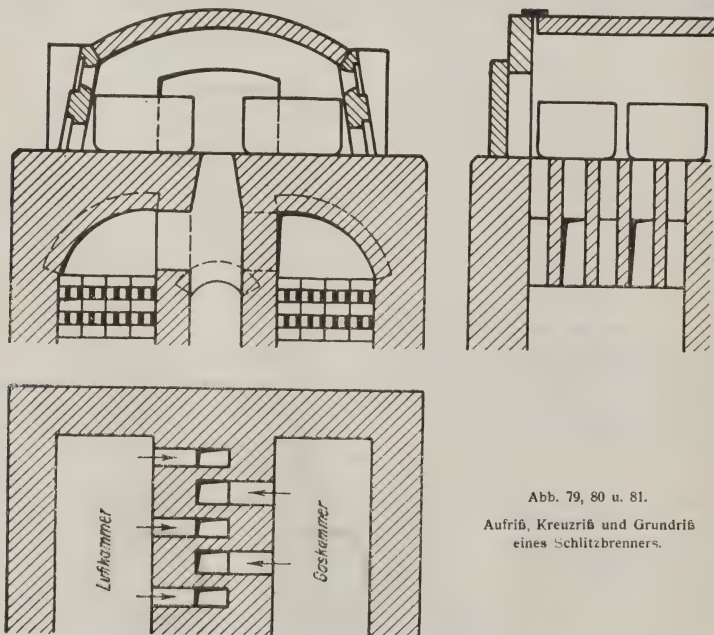 Luftkammer
Gaskammer
Abb. 79, 80 u. 81.
Aufriß, Kreuzriß und Grundriß
eines Schlitzbrenners.